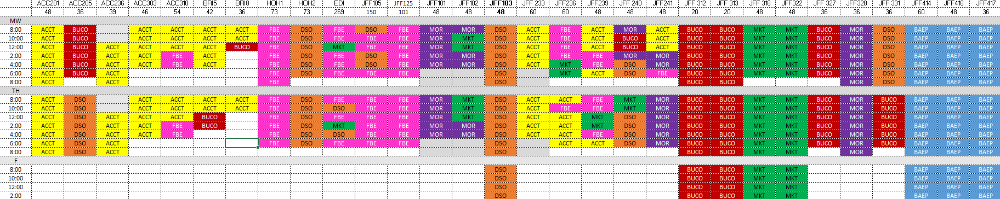 ACC201 ACC205 ACC236 ACC303 ACC310 BRI5 BRI8 HOH1 HOH2 EDI JFF105 JFF125 JFF101 JFF102 JFF103 JFF 233 JFF236 JFF239 JFF 240 JFF241 JFF 312 JFF 313 JFF 316 JFF 322 JFF 327 JFF328 JFF 331 JFF414 JFF416 JFF417
48 36 39 46 54 42 36 73 73 269 150 101 48 48 48 60 60 48 48 48 20 20 48 48 36 36 36 60 48 36
MW
8:00 ACCT BUCO ACCT ACCT ACCT ACCT FBE DSO FBE DSO FBE MOR MOR DSO ACCT FBE ACCT MOR ACCT BUCO BUCO MKT MKT BUCO MOR DSO BAEP BAEP BAEP
10:00 ACCT BUCO ACCT ACCT ACCT ACCT FBE DSO FBE FBE FBE MOR MKT DSO ACCT FBE ACCT BUCO ACCT BUCO BUCO MKT MKT BUCO MOR DSO BAEP BAEP BAEP
12:00 ACCT BUCO ACCT ACCT ACCT ACCT BUCO FBE DSO MKT FBE FBE MOR MKT DSO ACCT FBE ACCT BUCO ACCT BUCO BUCO MKT MKT BUCO MOR DSO BAEP BAEP BAEP
2:00 ACCT BUCO ACCT ACCT FBE ACCT FBE DSO FBE DSO FBE MOR MOR DSO ACCT FBE FBE MOR MOR BUCO BUCO MKT MKT BUCO MOR DSO BAEP BAEP BAEP
4:00 ACCT BUCO ACCT ACCT FBE ACCT FBE DSO FBE DSO FBE MOR MOR DSO ACCT MKT FBE DSO MOR BUCO BUCO MKT MKT BUCO MOR DSO BAEP BAEP BAEP
6:00 ACCT BUCO ACCT FBE DSO FBE FBE FBE DSO MKT ACCT DSO FBE BUCO BUCO MKT MKT BUCO MOR DSO BAEP BAEP BAEP
8:00 ACCT ACCT FBE DSO BUCO BUCO MOR DSO BAEP BAEP BAEP
TH
8:00 ACCT DSO ACCT ACCT ACCT ACCT FBE DSO FBE FBE FBE MOR MKT DSO ACCT ACCT FBE MKT MOR BUCO BUCO MKT MKT BUCO MOR BUCO BAEP BAEP BAEP
10:00 ACCT DSO ACCT ACCT ACCT ACCT FBE DSO DSO FBE FBE MOR MKT DSO ACCT FBE FBE MKT MOR BUCO BUCO MKT MKT BUCO MOR BUCO BAEP BAEP BAEP
12:00 ACCT DSO ACCT ACCT ACCT BUCO FBE DSO FBE FBE FBE MOR MKT DSO ACCT ACCT MKT DSO MOR BUCO BUCO MKT MKT BUCO MOR BUCO BAEP BAEP BAEP
2:00 ACCT DSO ACCT ACCT FBE BUCO FBE DSO MKT FBE FBE MOR MOR DSO ACCT ACCT MKT DSO MOR BUCO BUCO MKT MKT BUCO MOR BUCO BAEP BAEP BAEP
4:00 ACCT DSO ACCT ACCT FBE FBE DSO DSO FBE FBE MOR MOR DSO ACCT ACCT FBE DSO MOR BUCO BUCO MKT MKT BUCO MOR BUCO BAEP BAEP BAEP
6:00 ACCT DSO ACCT FBE DSO FBE FBE FBE DSO ACCT ACCT DSO MOR BUCO BUCO MKT MKT BUCO MOR BUCO BAEP BAEP BAEP
8:00 ACCT DSO ACCT DSO BUCO BUCO MKT MKT MOR BAEP BAEP BAEP
F
8:00 DSO BUCO BUCO MKT MKT BAEP BAEP BAEP
10:00 DSO BUCO BUCO MKT MKT BAEP BAEP BAEP
12:00 DSO BUCO BUCO MKT MKT BAEP BAEP BAEP
2:00 DSO BUCO BUCO MKT MKT BAEP BAEP BAEP